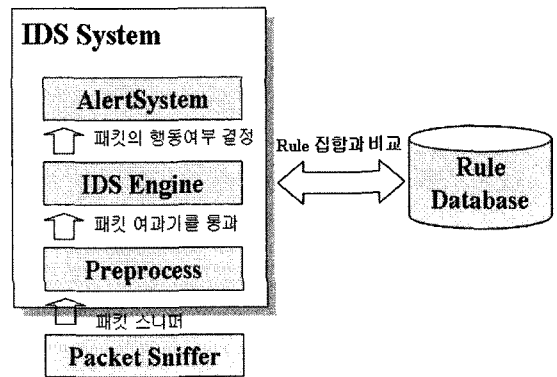 IDS System
AlertSystem
패킷의 행동여부 결정
IDS Engine
패킷 여과기를 통과
Preprocess
패킷 스니퍼
Packet Sniffer
Rule 집합과 비교
Rule
Database